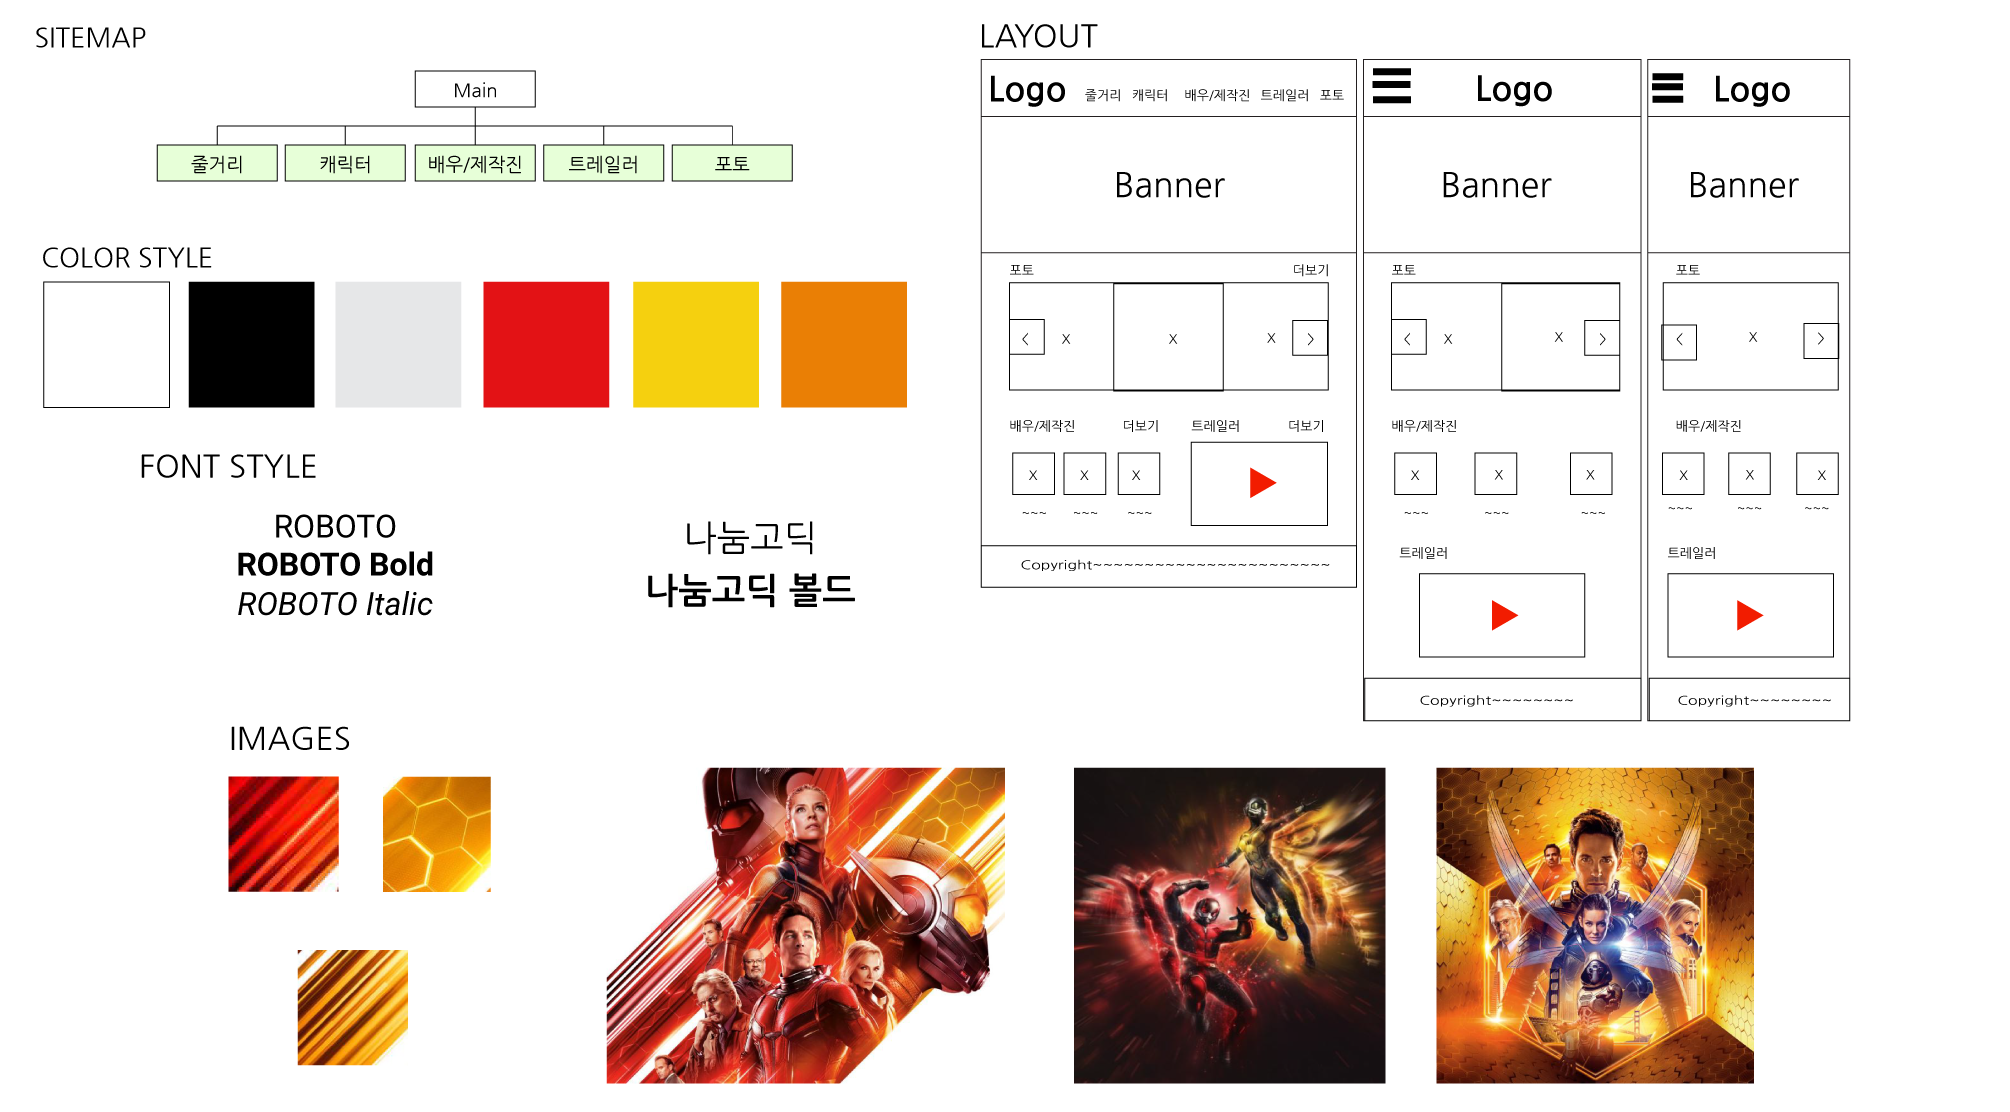 SITEMAP
Main
줄거리
캐릭터
배우/제작진
트레일러
포토
COLOR STYLE
FONT STYLE
ROBOTO
ROBOTO Bold
ROBOTO Italic
나눔고딕
나눔고딕 볼드
LAYOUT
Logo 줄거리 캐릭터 배우/제작진 트레일러 포토
Banner
포토 더보기
< X X X >
배우/제작진 더보기 트레일러 더보기
X X X
~~~ ~~~ ~~~
Copyright~~~~~~~~~~~~~~~~~~~~~~~
Logo
Banner
포토
< X X >
배우/제작진
X X X
~~~ ~~~ ~~~
트레일러
Copyright~~~~~~~~
Logo
Banner
포토
< X >
배우/제작진
X X X
~~~ ~~~ ~~~
트레일러
Copyright~~~~~~~~
IMAGES